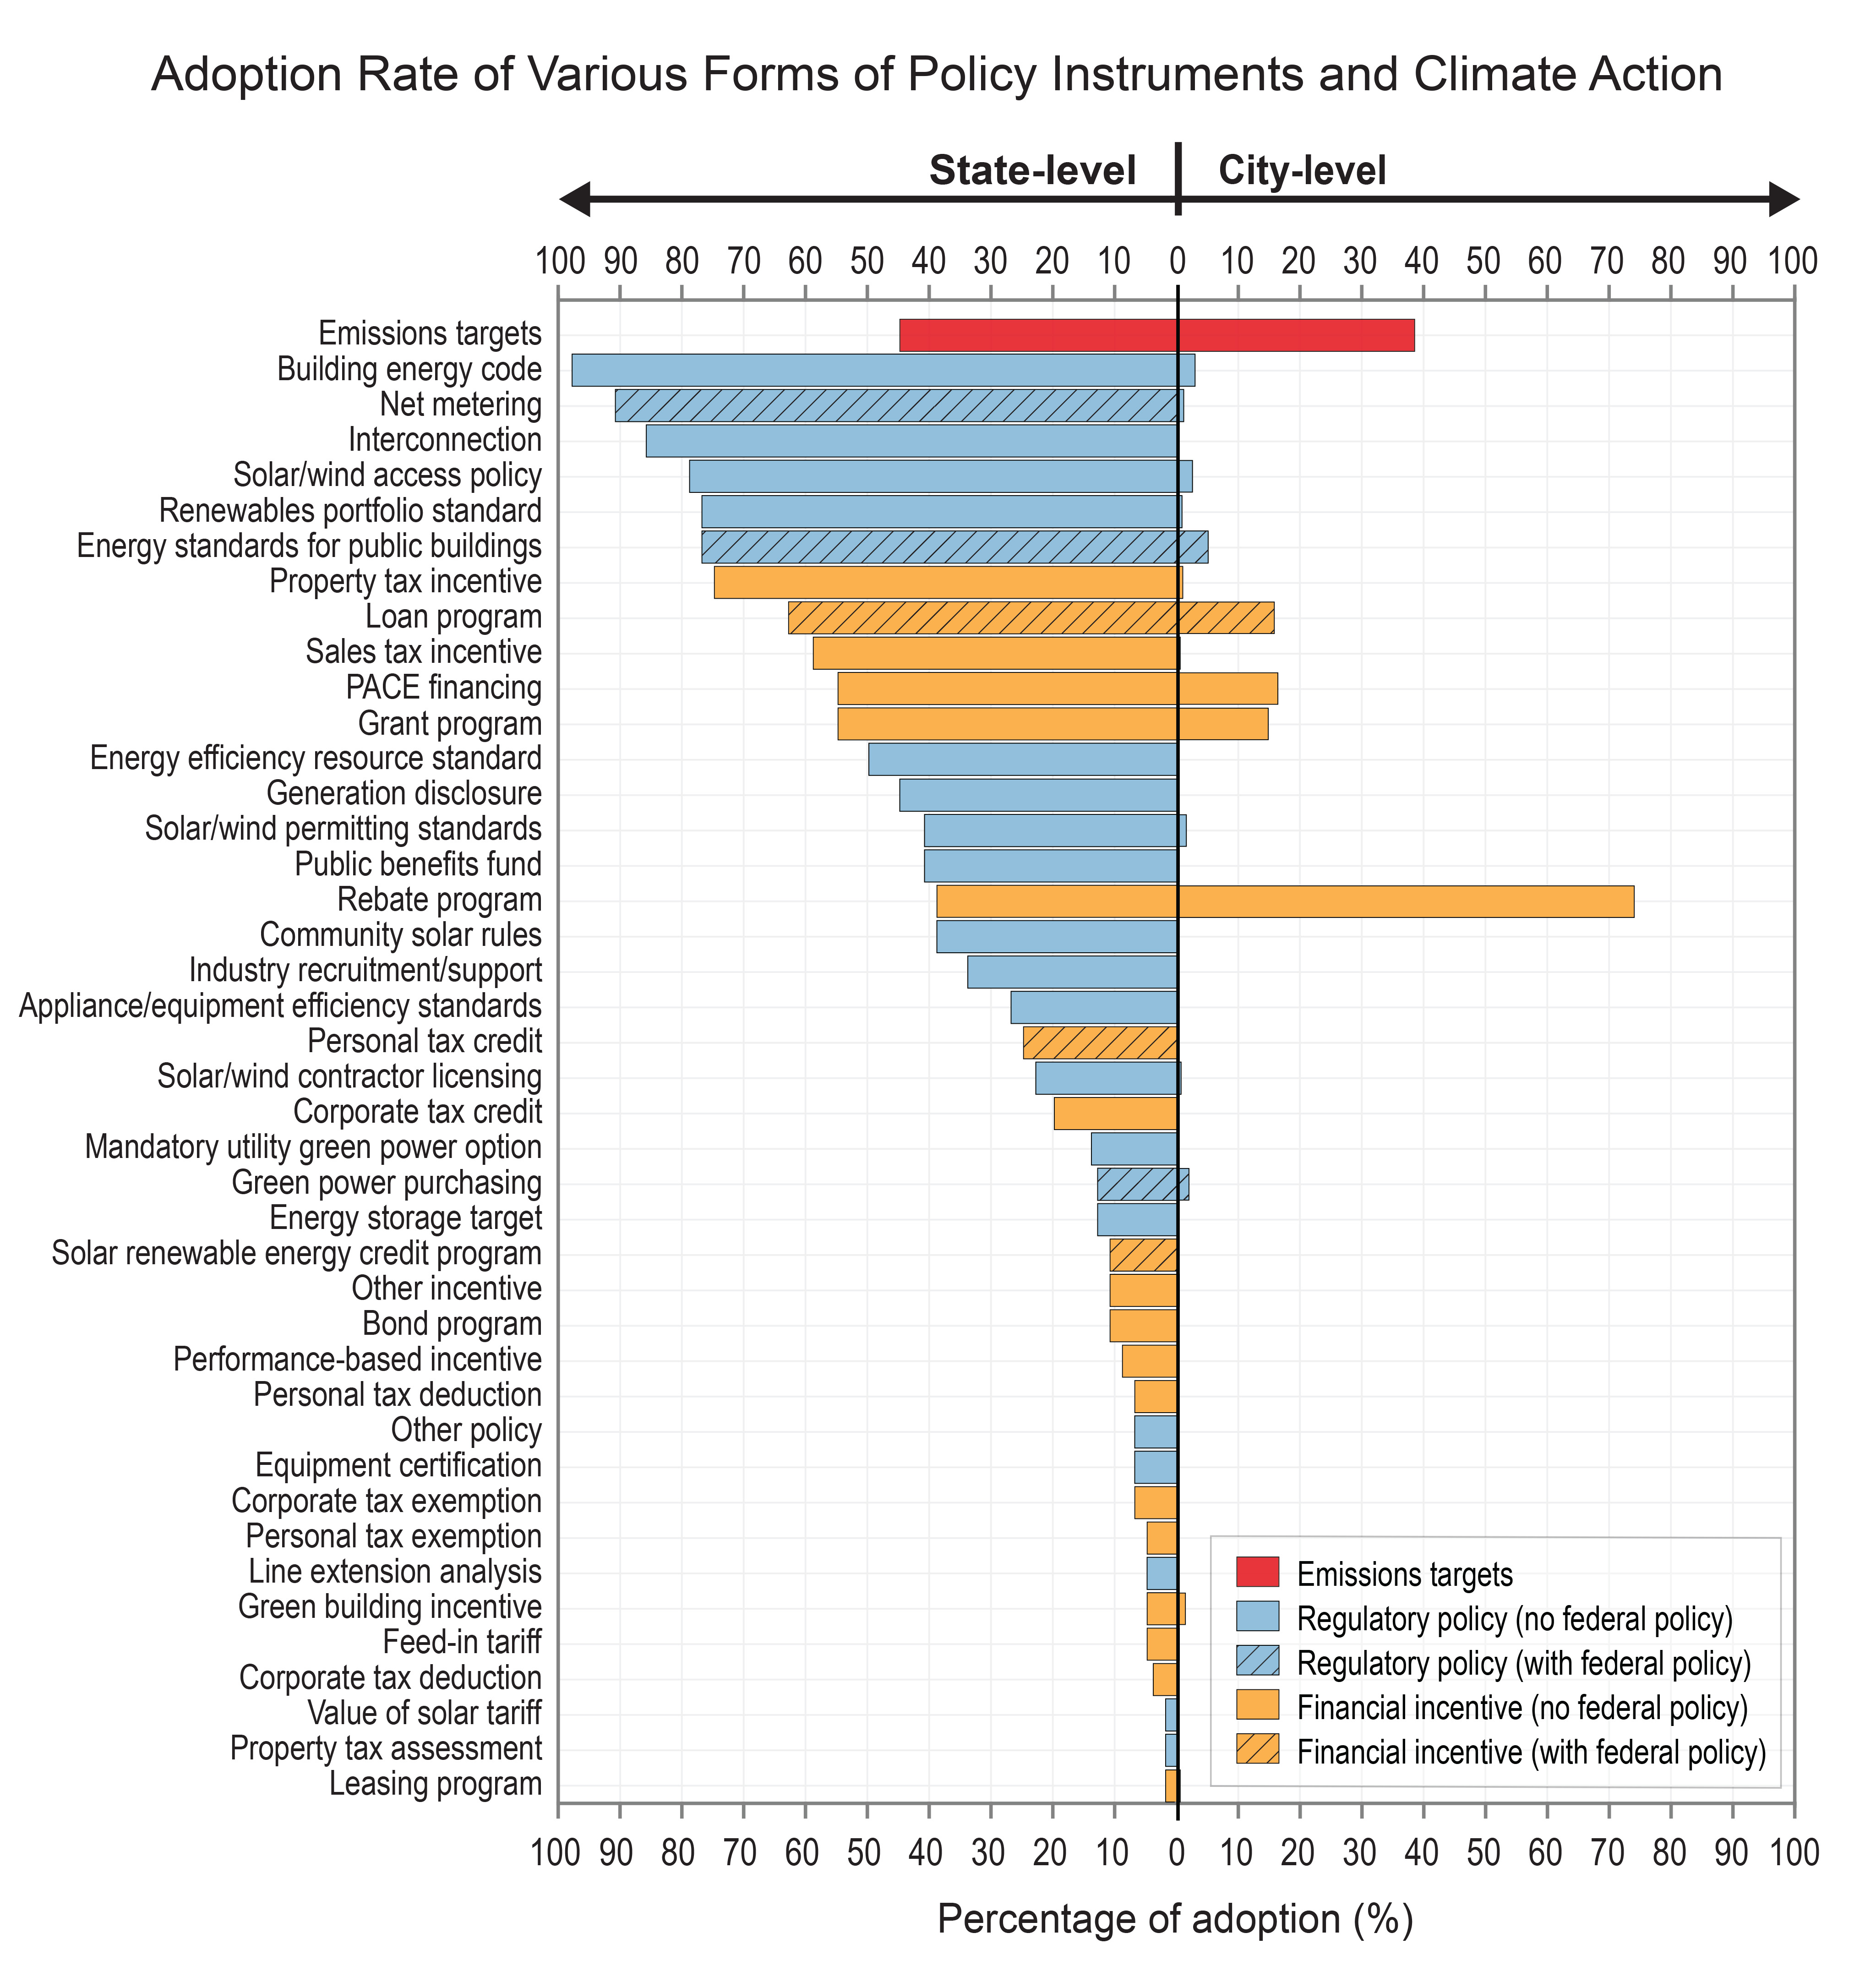 Adoption Rate of Various Forms of Policy Instruments and Climate Action
State-level City-level
100 90 80 70 60 50 40 30 20 10 0 10 20 30 40 50 60 70 80 90 100
Emissions targets
Building energy code
Net metering
Interconnection
Solar/wind access policy
Renewables portfolio standard
Energy standards for public buildings
Property tax incentive
Loan program
Sales tax incentive
PACE financing
Grant program
Energy efficiency resource standard
Generation disclosure
Solar/wind permitting standards
Public benefits fund
Rebate program
Community solar rules
Industry recruitment/support
Appliance/equipment efficiency standards
Personal tax credit
Solar/wind contractor licensing
Corporate tax credit
Mandatory utility green power option
Green power purchasing
Energy storage target
Solar renewable energy credit program
Other incentive
Bond program
Performance-based incentive
Personal tax deduction
Other policy
Equipment certification
Corporate tax exemption
Personal tax exemption
Line extension analysis
Green building incentive
Feed-in tariff
Corporate tax deduction
Value of solar tariff
Property tax assessment
Leasing program
Emissions targets
Regulatory policy (no federal policy)
Regulatory policy (with federal policy)
Financial incentive (no federal policy)
Financial incentive (with federal policy)
100 90 80 70 60 50 40 30 20 10 0 10 20 30 40 50 60 70 80 90 100
Percentage of adoption (%)